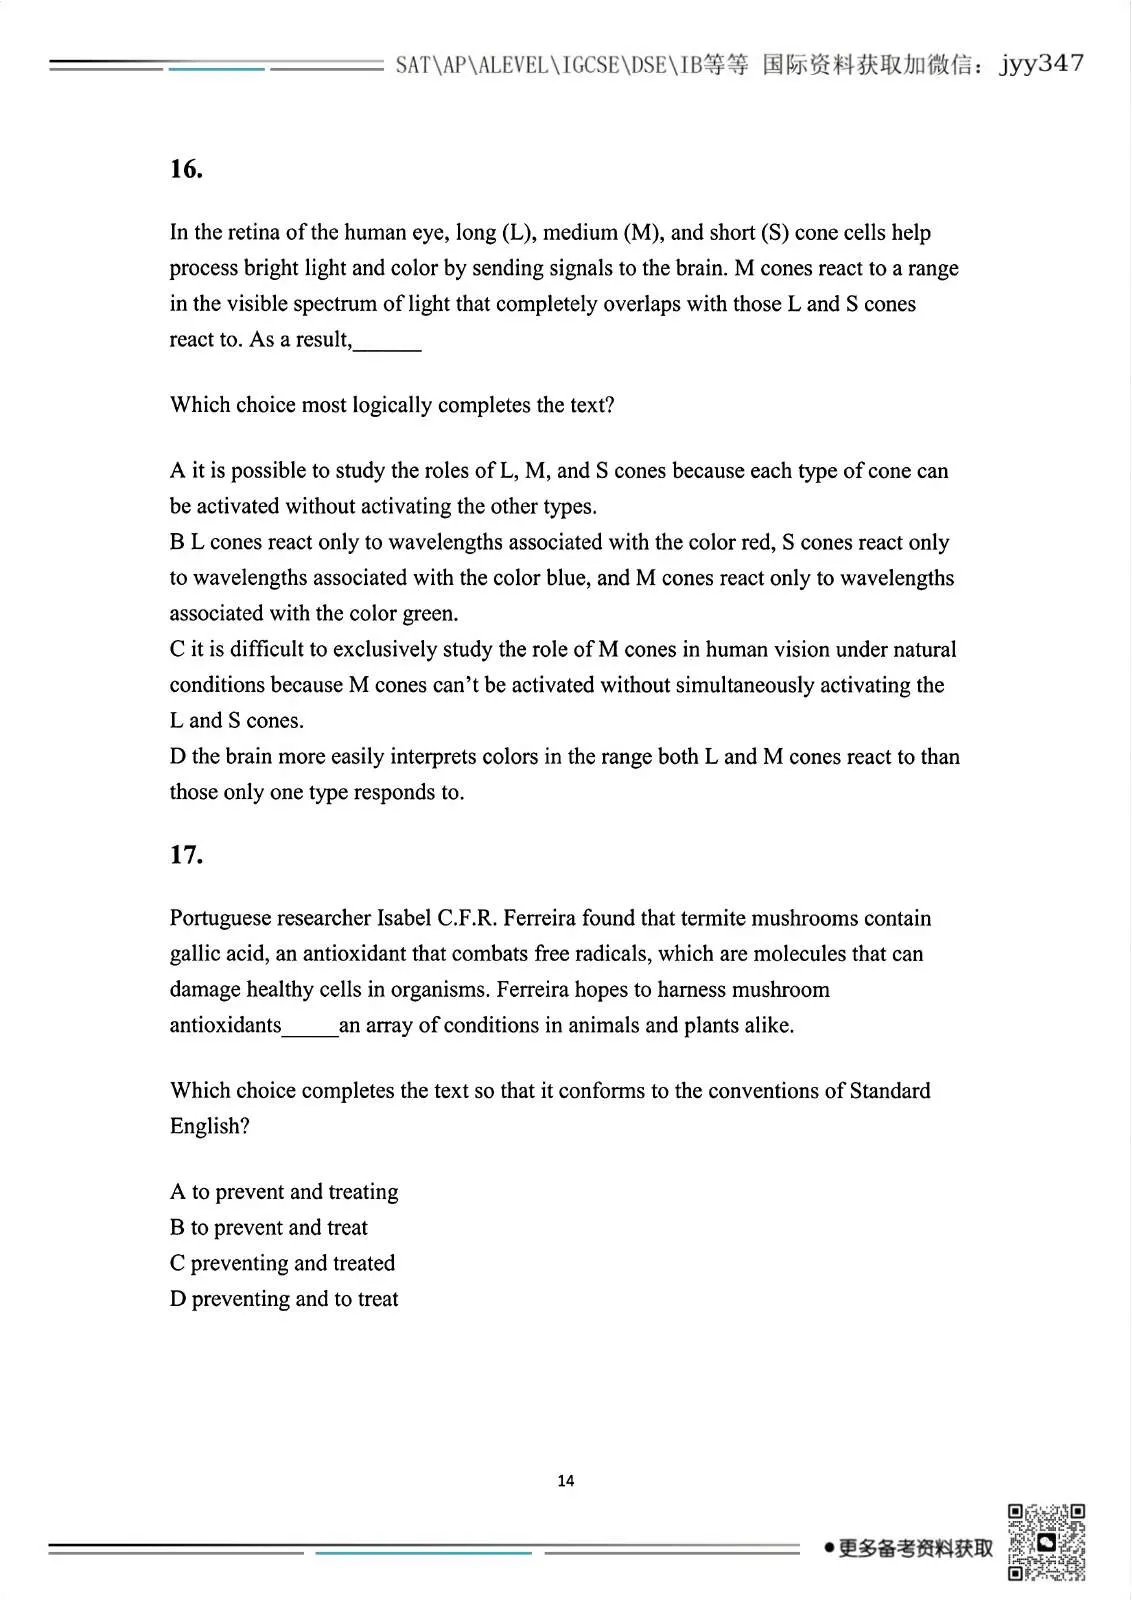 SAT\AP\ALEVEL\IGCSE\DSE\IB等等 国际资料获取加微信：jyy347
16.
In the retina of the human eye, long (L), medium (M), and short (S) cone cells help
process bright light and color by sending signals to the brain. M cones react to a range
in the visible spectrum of light that completely overlaps with those L and S cones
react to. As a result,______
Which choice most logically completes the text?
A it is possible to study the roles of L, M, and S cones because each type of cone can
be activated without activating the other types.
B L cones react only to wavelengths associated with the color red, S cones react only
to wavelengths associated with the color blue, and M cones react only to wavelengths
associated with the color green.
C it is difficult to exclusively study the role of M cones in human vision under natural
conditions because M cones can’t be activated without simultaneously activating the
L and S cones.
D the brain more easily interprets colors in the range both L and M cones react to than
those only one type responds to.
17.
Portuguese researcher Isabel C.F.R. Ferreira found that termite mushrooms contain
gallic acid, an antioxidant that combats free radicals, which are molecules that can
damage healthy cells in organisms. Ferreira hopes to harness mushroom
antioxidants_____an array of conditions in animals and plants alike.
Which choice completes the text so that it conforms to the conventions of Standard
English?
A to prevent and treating
B to prevent and treat
C preventing and treated
D preventing and to treat
14
●更多备考资料获取